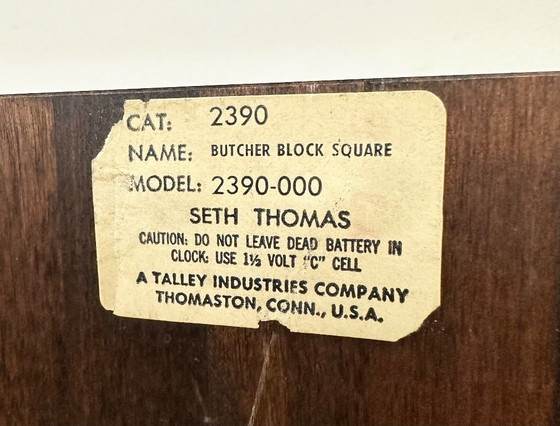 CAT: 2390
NAME: BUTCHER BLOCK SQUARE
MODEL: 2390-000
SETH THOMAS
CAUTION: DO NOT LEAVE DEAD BATTERY IN
CLOCK: USE 1½ VOLT "C" CELL
A TALLEY INDUSTRIES COMPANY
THOMASTON, CONN., U.S.A.